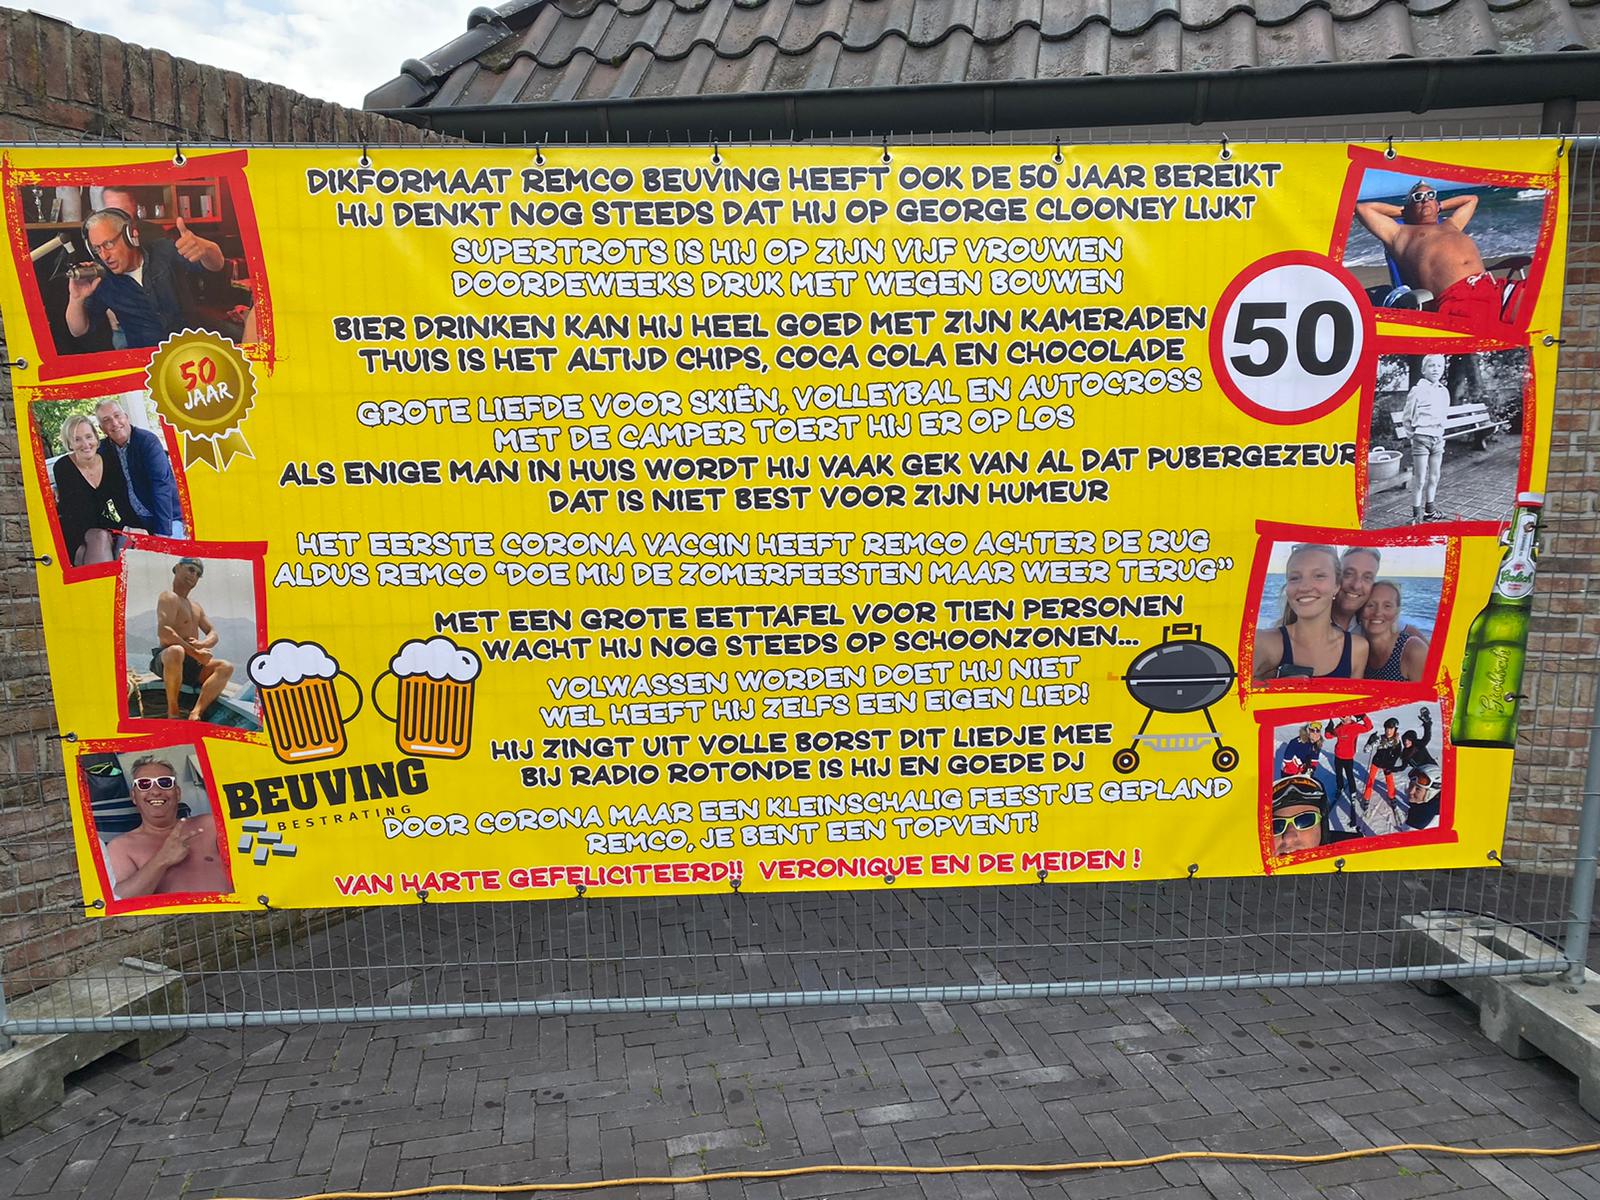 DIKFORMAAT REMCO BEUVING HEEFT OOK DE 50 JAAR BEREIKT
HIJ DENKT NOG STEEDS DAT HIJ OP GEORGE CLOONEY LIJKT
SUPERTROTS IS HIJ OP ZIJN VIJF VROUWEN
DOORDEWEEKS DRUK MET WEGEN BOUWEN
BIER DRINKEN KAN HIJ HEEL GOED MET ZIJN KAMERADEN
THUIS IS HET ALTIJD CHIPS, COCA COLA EN CHOCOLADE
50
50
JAAR
GROTE LIEFDE VOOR SKIËN, VOLLEYBAL EN AUTOCROSS
MET DE CAMPER TOERT HIJ ER OP LOS
ALS ENIGE MAN IN HUIS WORDT HIJ VAAK GEK VAN AL DAT PUBERGEZEUR
DAT IS NIET BEST VOOR ZIJN HUMEUR
HET EERSTE CORONA VACCIN HEEFT REMCO ACHTER DE RUG
ALDUS REMCO “DOE MIJ DE ZOMERFEESTEN MAAR WEER TERUG”
MET EEN GROTE EETTAFEL VOOR TIEN PERSONEN
WACHT HIJ NOG STEEDS OP SCHOONZONEN...
VOLWASSEN WORDEN DOET HIJ NIET
WEL HEEFT HIJ ZELFS EEN EIGEN LIED!
HIJ ZINGT UIT VOLLE BORST DIT LIEDJE MEE
BIJ RADIO ROTONDE IS HIJ EN GOEDE DJ
DOOR CORONA MAAR EEN KLEINSCHALIG FEESTJE GEPLAND
REMCO, JE BENT EEN TOPVENT!
VAN HARTE GEFELICITEERD!! VERONIQUE EN DE MEIDEN !
BEUVING
BESTRATING
Grolsch
Grolsch